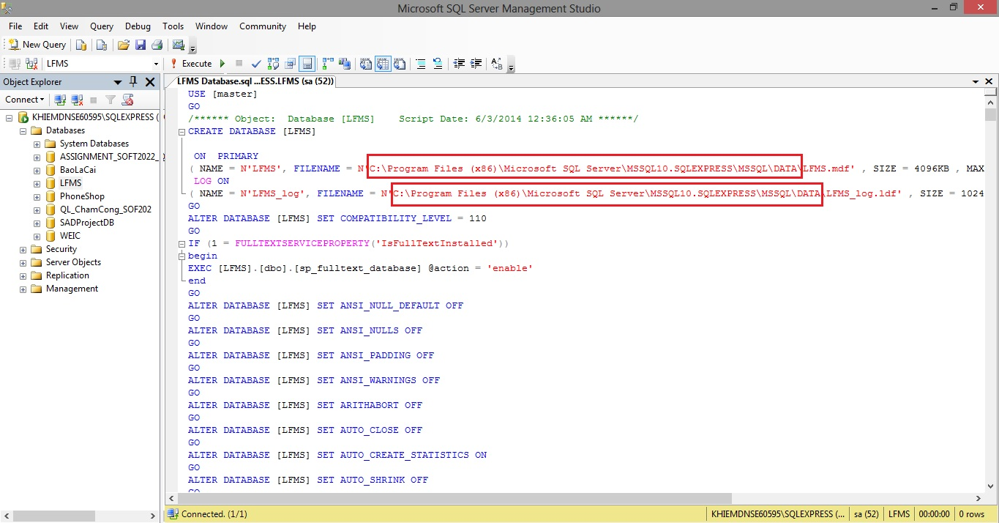 Microsoft SQL Server Management Studio
File Edit View Query Debug Tools Window Community Help
New Query
LFMS Execute
Object Explorer
Connect
KHIEMDNSE60595\SQLEXPRESS (
Databases
System Databases
ASSIGNMENT_SOFT2022_
BaoLaCai
LFMS
PhoneShop
QL_ChamCong_SOF202
SADProjectDB
WEIC
Security
Server Objects
Replication
Management
LFMS Database.sql ...ESS.LFMS (sa (52))
USE [master]
GO
/****** Object:  Database [LFMS]    Script Date: 6/3/2014 12:36:05 AM ******/
CREATE DATABASE [LFMS]
ON  PRIMARY
( NAME = N'LFMS', FILENAME = N'C:\Program Files (x86)\Microsoft SQL Server\MSSQL10.SQLEXPRESS\MSSQL\DATA\LFMS.mdf' , SIZE = 4096KB , MAX
LOG ON
( NAME = N'LFMS_log', FILENAME = N'C:\Program Files (x86)\Microsoft SQL Server\MSSQL10.SQLEXPRESS\MSSQL\DATA\LFMS_log.ldf' , SIZE = 1024
GO
ALTER DATABASE [LFMS] SET COMPATIBILITY_LEVEL = 110
GO
IF (1 = FULLTEXTSERVICEPROPERTY('IsFullTextInstalled'))
begin
EXEC [LFMS].[dbo].[sp_fulltext_database] @action = 'enable'
end
GO
ALTER DATABASE [LFMS] SET ANSI_NULL_DEFAULT OFF
GO
ALTER DATABASE [LFMS] SET ANSI_NULLS OFF
GO
ALTER DATABASE [LFMS] SET ANSI_PADDING OFF
GO
ALTER DATABASE [LFMS] SET ANSI_WARNINGS OFF
GO
ALTER DATABASE [LFMS] SET ARITHABORT OFF
GO
ALTER DATABASE [LFMS] SET AUTO_CLOSE OFF
GO
ALTER DATABASE [LFMS] SET AUTO_CREATE_STATISTICS ON
GO
ALTER DATABASE [LFMS] SET AUTO_SHRINK OFF
GO
Connected. (1/1) KHIEMDNSE60595\SQLEXPRESS (... sa (52) LFMS 00:00:00 0 rows